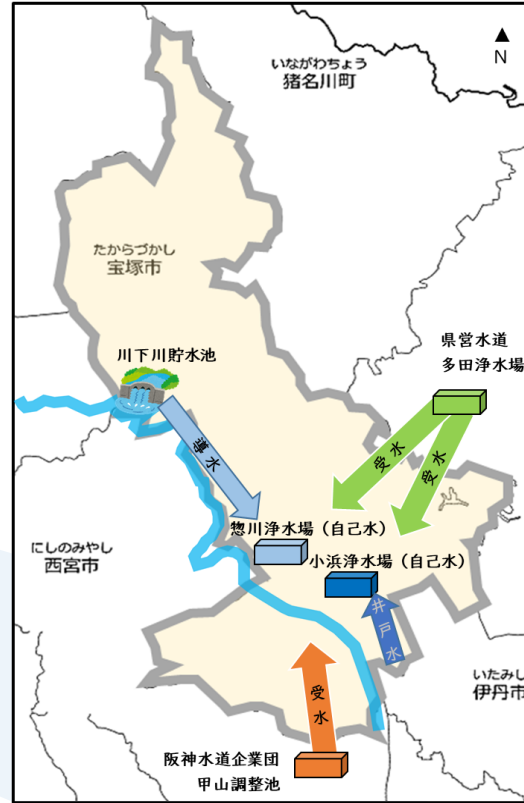 N
いながわちょう
猪名川町
たからづかし
宝塚市
川下川貯水池
県営水道
多田浄水場
導水
受水
受水
惣川浄水場（自己水）
小浜浄水場（自己水）
井戸水
にしのみやし
西宮市
いたみし
伊丹市
受水
阪神水道企業団
甲山調整池